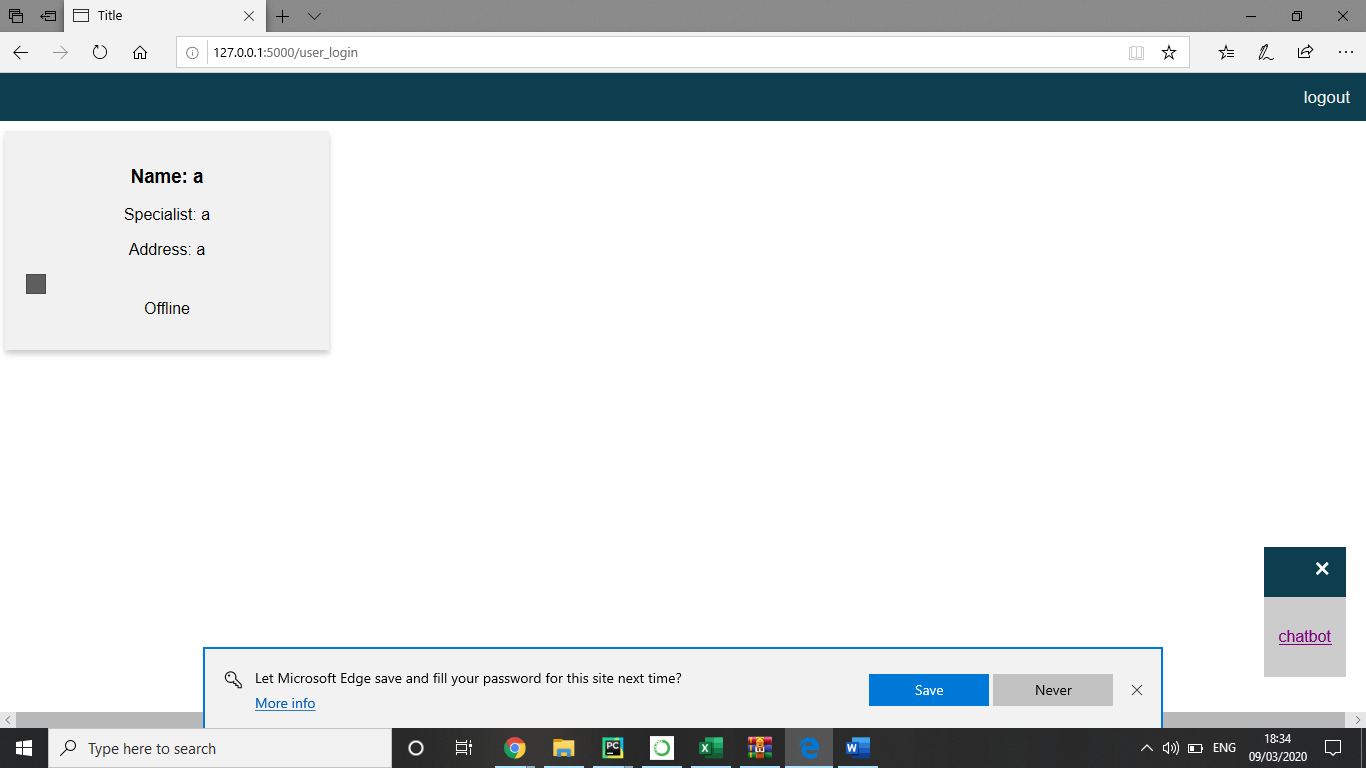 Title
127.0.0.1:5000/user_login
logout
Name: a
Specialist: a
Address: a
Offline
chatbot
Let Microsoft Edge save and fill your password for this site next time?
More info
Save
Never
Type here to search
PC
ENG
18:34
09/03/2020